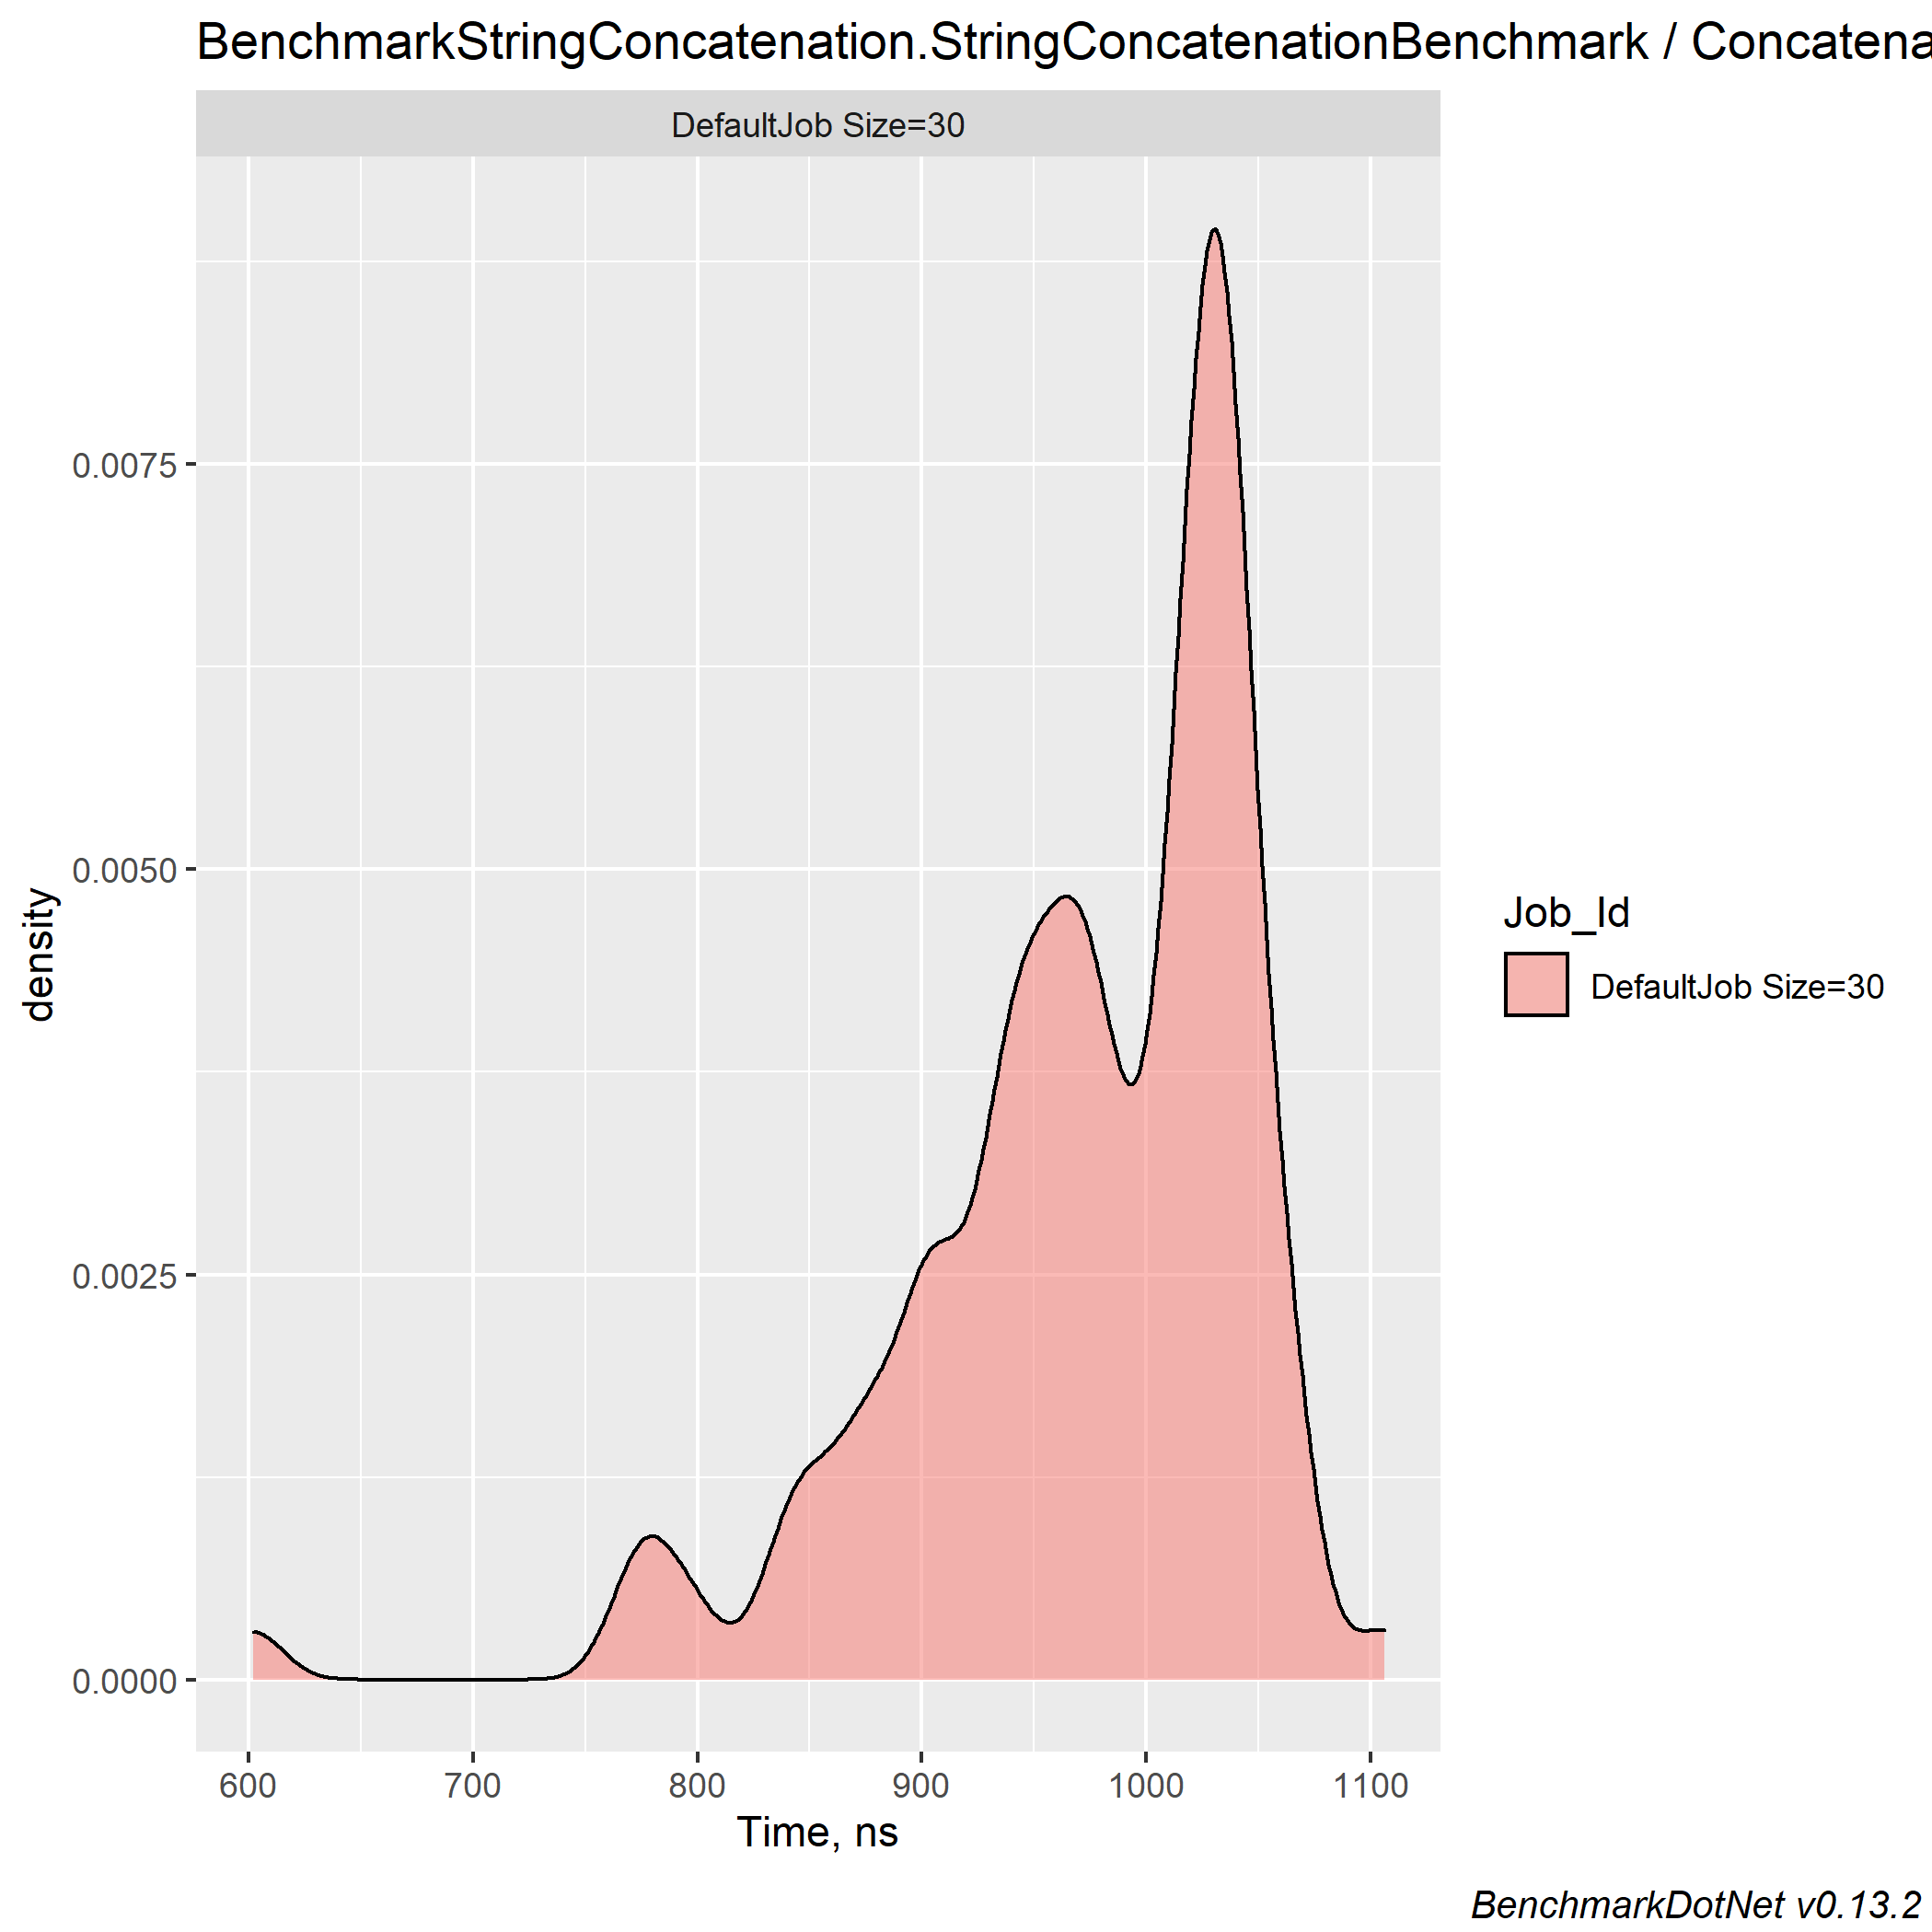 BenchmarkStringConcatenation.StringConcatenationBenchmark / Concatena
DefaultJob Size=30
0.0075
0.0050
0.0025
0.0000
density
600 700 800 900 1000 1100
Time, ns
Job_Id
DefaultJob Size=30
BenchmarkDotNet v0.13.2